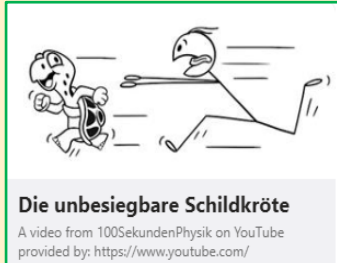 Die unbesiegbare Schildkröte
A video from 100SekundenPhysik on YouTube
provided by: https://www.youtube.com/